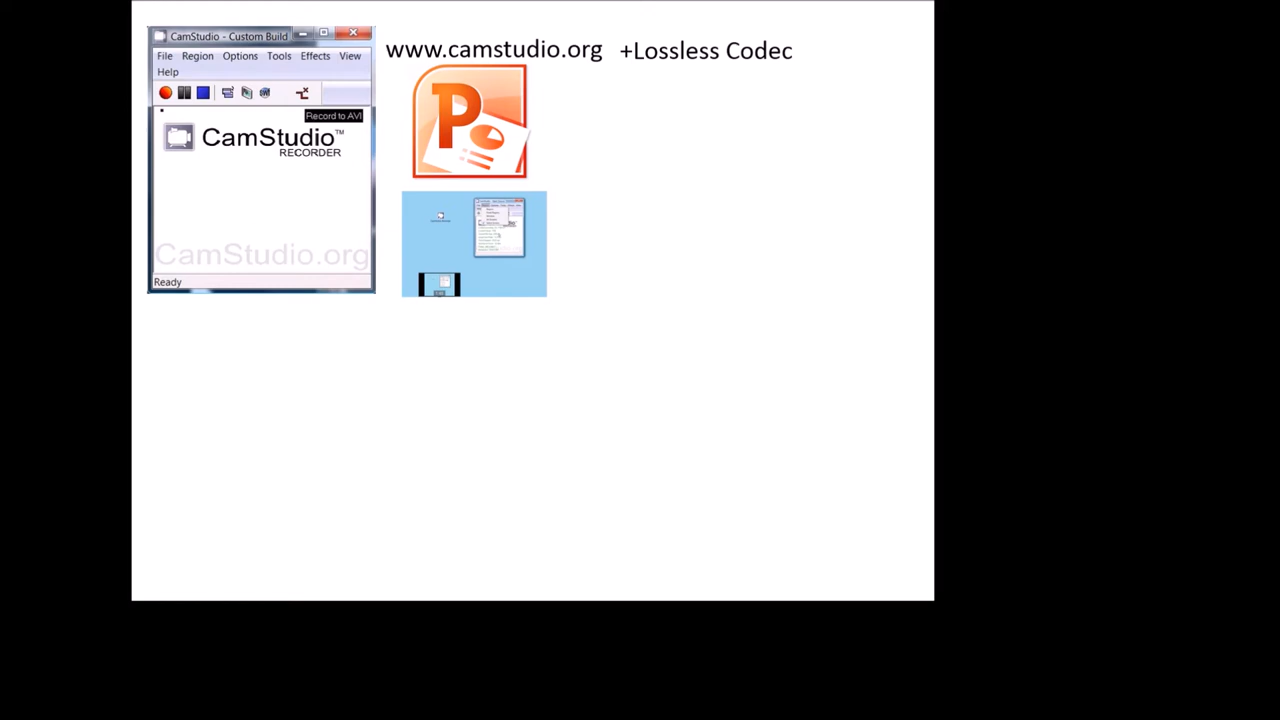 CamStudio - Custom Build
www.camstudio.org +Lossless Codec
File Region Options Tools Effects View
Help
Record to AVI
CamStudio™
RECORDER
P
CamStudio.org
Ready